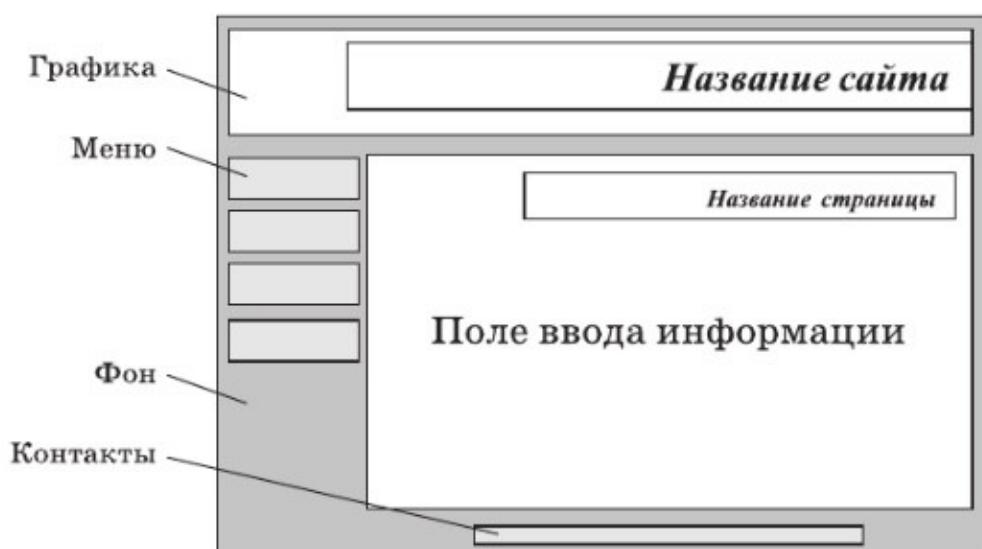 Графика
Название сайта
Меню
Название страницы
Поле ввода информации
Фон
Контакты